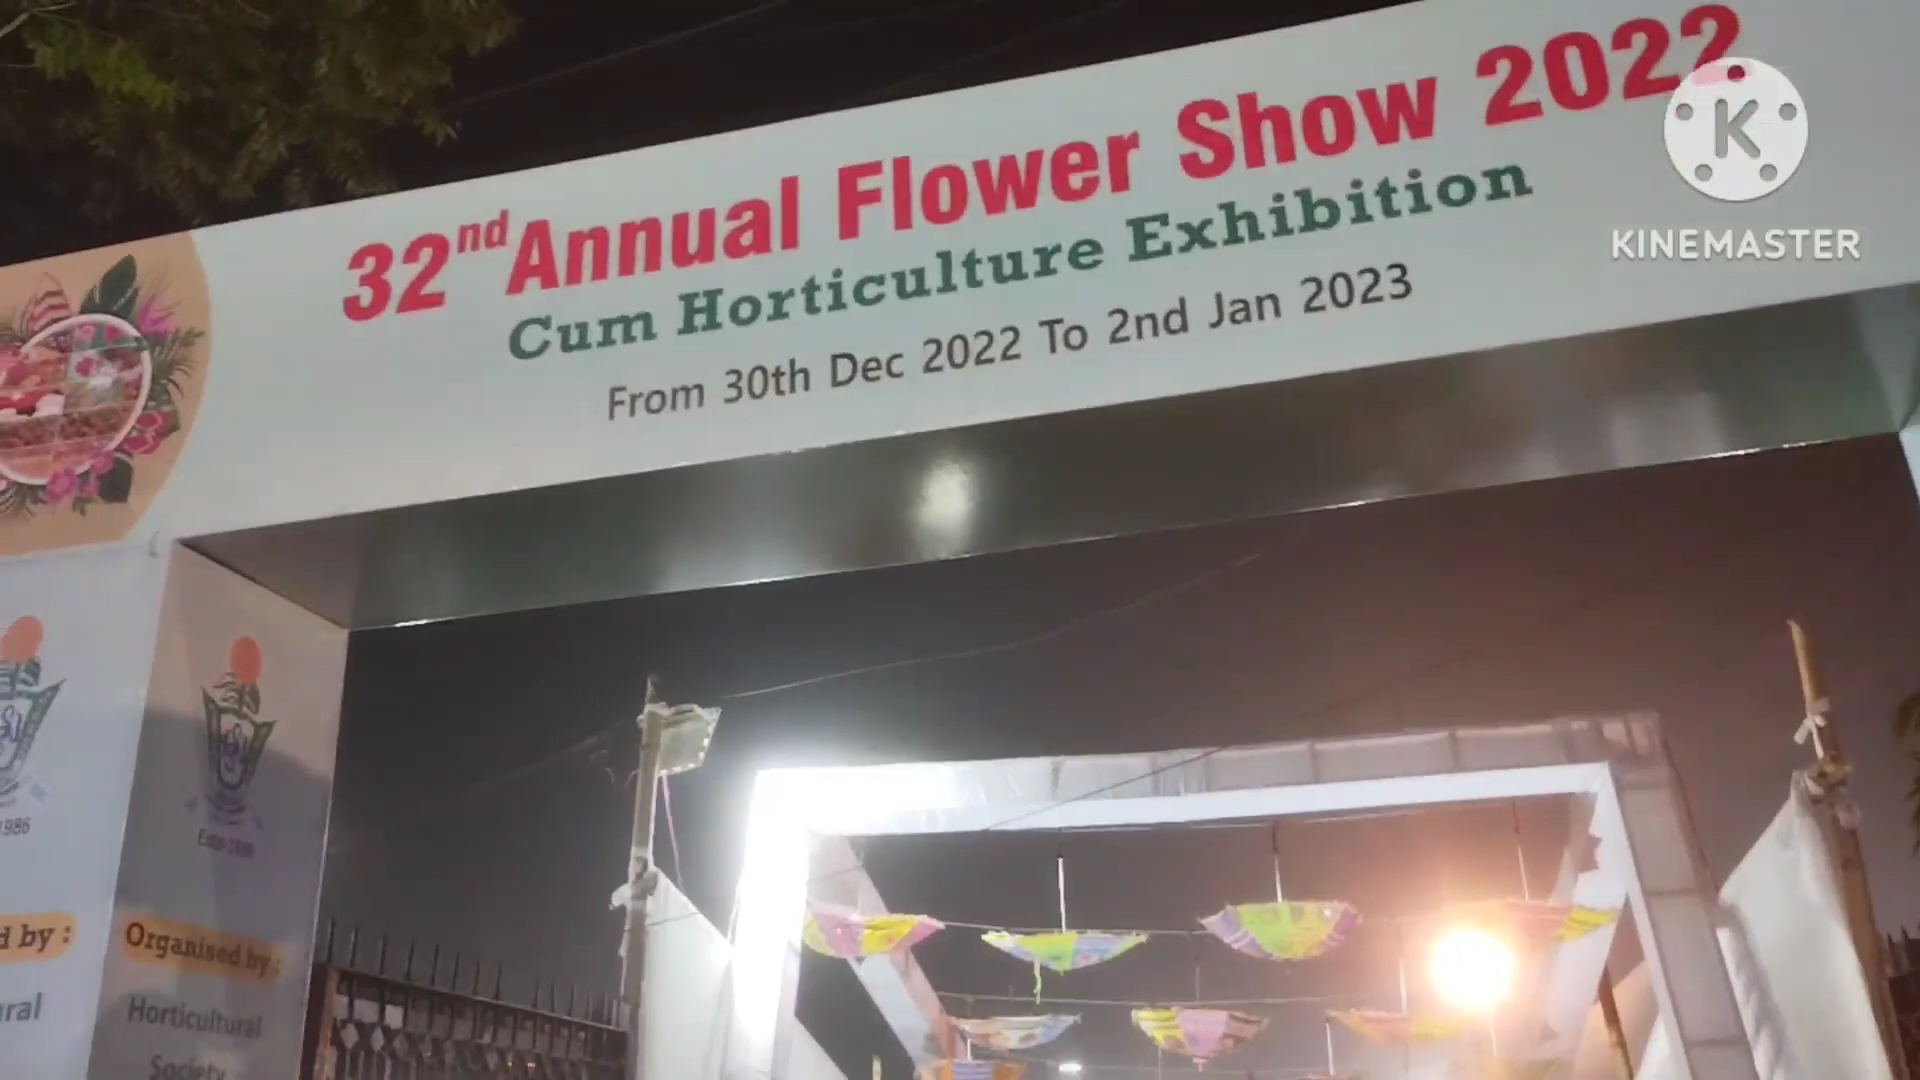 32nd Annual Flower Show 2022
Cum Horticulture Exhibition
From 30th Dec 2022 To 2nd Jan 2023
K
KINEMASTER
1986
d by :
ural
Organised by :
Horticultural
Society